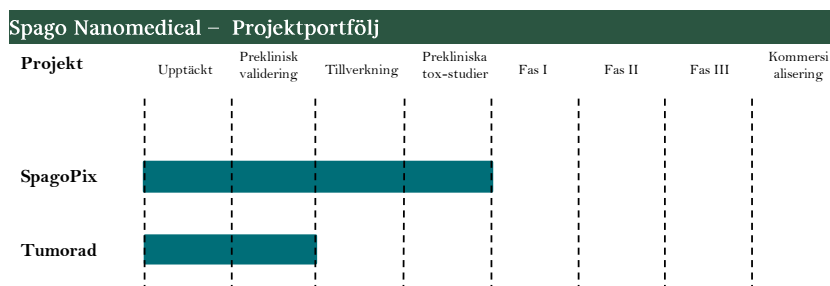 Spago Nanomedical – Projektportfölj
Projekt
Upptäckt
Preklinisk
validering
Tillverkning
Prekliniska
tox-studier
Fas I
Fas II
Fas III
Kommersi
alisering
SpagoPix
Tumorad